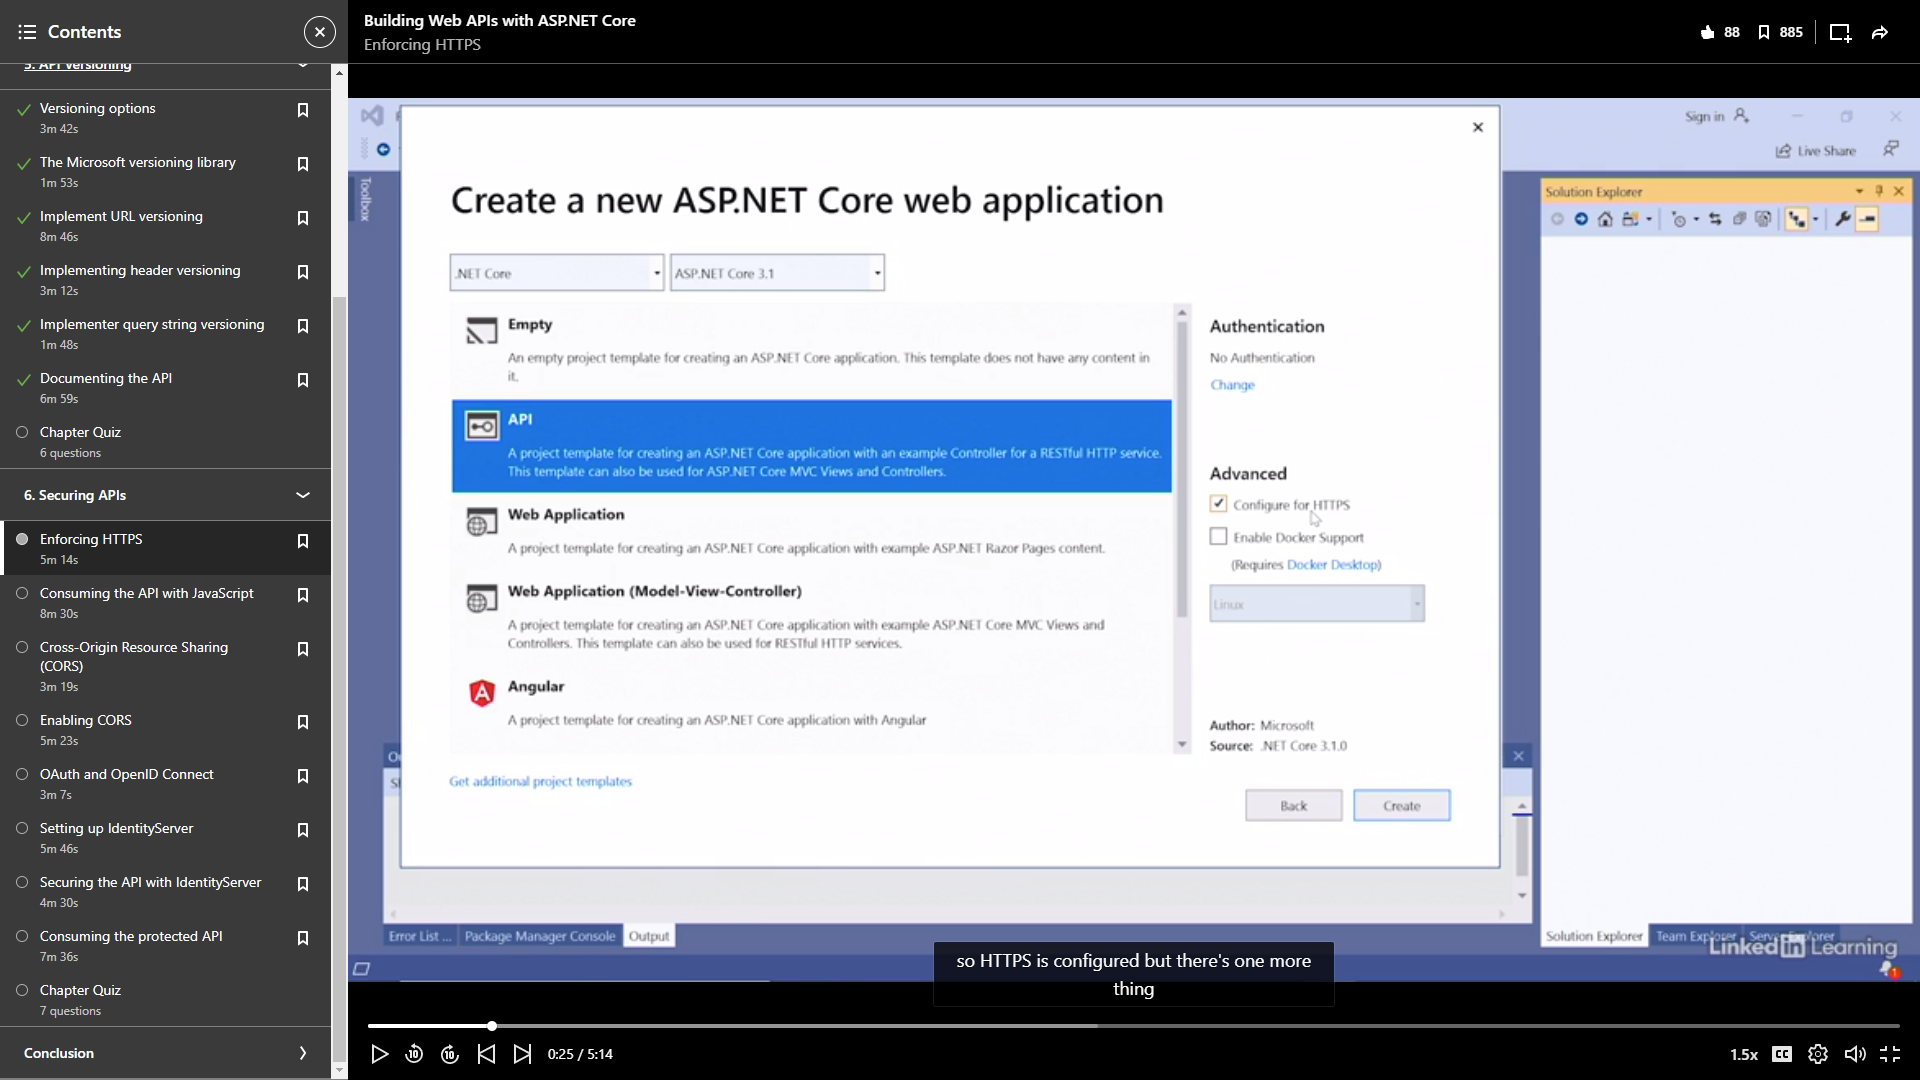 Contents
5. API Versioning
Versioning options
3m 42s
The Microsoft versioning library
1m 53s
Implement URL versioning
8m 46s
Implementing header versioning
3m 12s
Implementer query string versioning
1m 48s
Documenting the API
6m 59s
Chapter Quiz
6 questions
6. Securing APIs
Enforcing HTTPS
5m 14s
Consuming the API with JavaScript
8m 30s
Cross-Origin Resource Sharing
(CORS)
3m 19s
Enabling CORS
5m 23s
OAuth and OpenID Connect
3m 7s
Setting up IdentityServer
5m 46s
Securing the API with IdentityServer
4m 30s
Consuming the protected API
7m 36s
Chapter Quiz
7 questions
Conclusion
Building Web APIs with ASP.NET Core
Enforcing HTTPS
88
885
Sign in
Live Share
Toolbox
Create a new ASP.NET Core web application
.NET Core
ASP.NET Core 3.1
Empty
An empty project template for creating an ASP.NET Core application. This template does not have any content in
it.
API
A project template for creating an ASP.NET Core application with an example Controller for a RESTful HTTP service.
This template can also be used for ASP.NET Core MVC Views and Controllers.
Web Application
A project template for creating an ASP.NET Core application with example ASP.NET Razor Pages content.
Web Application (Model-View-Controller)
A project template for creating an ASP.NET Core application with example ASP.NET Core MVC Views and
Controllers. This template can also be used for RESTful HTTP services.
Angular
A project template for creating an ASP.NET Core application with Angular
Get additional project templates
Authentication
No Authentication
Change
Advanced
Configure for HTTPS
Enable Docker Support
(Requires Docker Desktop)
Linux
Author: Microsoft
Source: .NET Core 3.1.0
Back
Create
Solution Explorer
Error List ...
Package Manager Console
Output
Solution Explorer
Team Explorer
Server Explorer
LinkedIn Learning
1
so HTTPS is configured but there's one more
thing
10
10
0:25 / 5:14
1.5x
CC